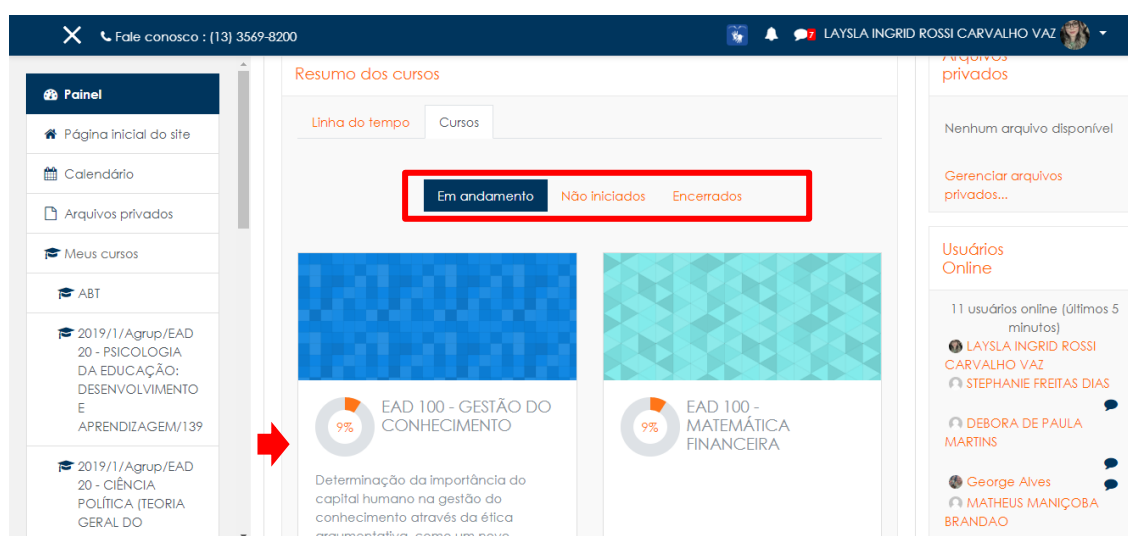 Fale conosco : (13) 3569-8200
7
LAYSLA INGRID ROSSI CARVALHO VAZ
Painel
Página inicial do site
Calendário
Arquivos privados
Meus cursos
ABT
2019/1/Agrup/EAD
20 - PSICOLOGIA
DA EDUCAÇÃO:
DESENVOLVIMENTO
E
APRENDIZAGEM/139
2019/1/Agrup/EAD
20 - CIÊNCIA
POLÍTICA (TEORIA
GERAL DO
Resumo dos cursos
Linha do tempo
Cursos
Em andamento
Não iniciados
Encerrados
9%
EAD 100 - GESTÃO DO
CONHECIMENTO
Determinação da importância do
capital humano na gestão do
conhecimento através da ética
argumentativa, como um novo
9%
EAD 100 -
MATEMÁTICA
FINANCEIRA
Arquivos
privados
Nenhum arquivo disponível
Gerenciar arquivos
privados...
Usuários
Online
11 usuários online (últimos 5
minutos)
LAYSLA INGRID ROSSI
CARVALHO VAZ
STEPHANIE FREITAS DIAS
DEBORA DE PAULA
MARTINS
George Alves
MATHEUS MANIÇOBA
BRANDAO